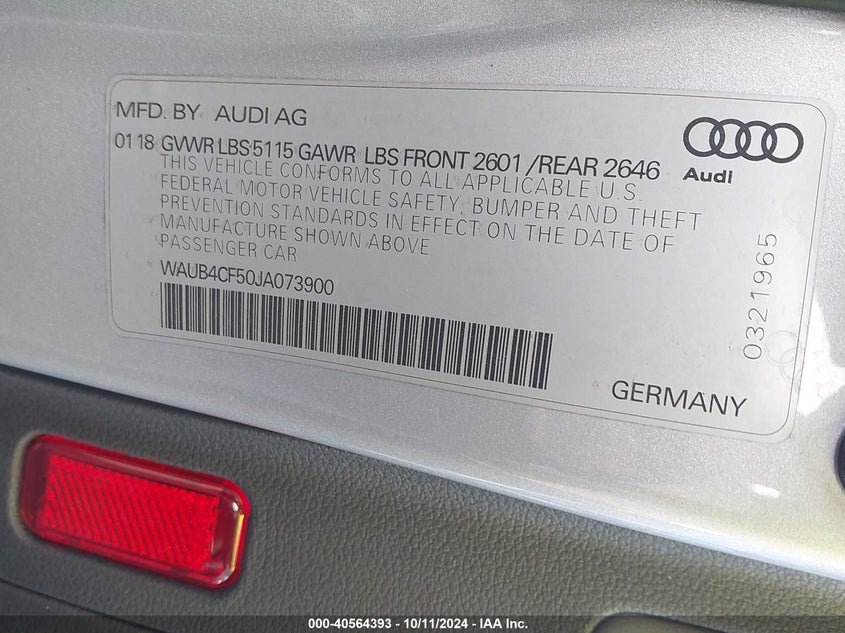 MFD. BY AUDI AG
01 18 GVWR LBS 5115 GAWR LBS FRONT 2601 /REAR 2646
THIS VEHICLE CONFORMS TO ALL APPLICABLE U.S.
FEDERAL MOTOR VEHICLE SAFETY, BUMPER AND THEFT
PREVENTION STANDARDS IN EFFECT ON THE DATE OF
MANUFACTURE SHOWN ABOVE
PASSENGER CAR
WAUB4CF50JA073900
Audi
0321965
GERMANY
000-40564393 - 10/11/2024 - IAA Inc.